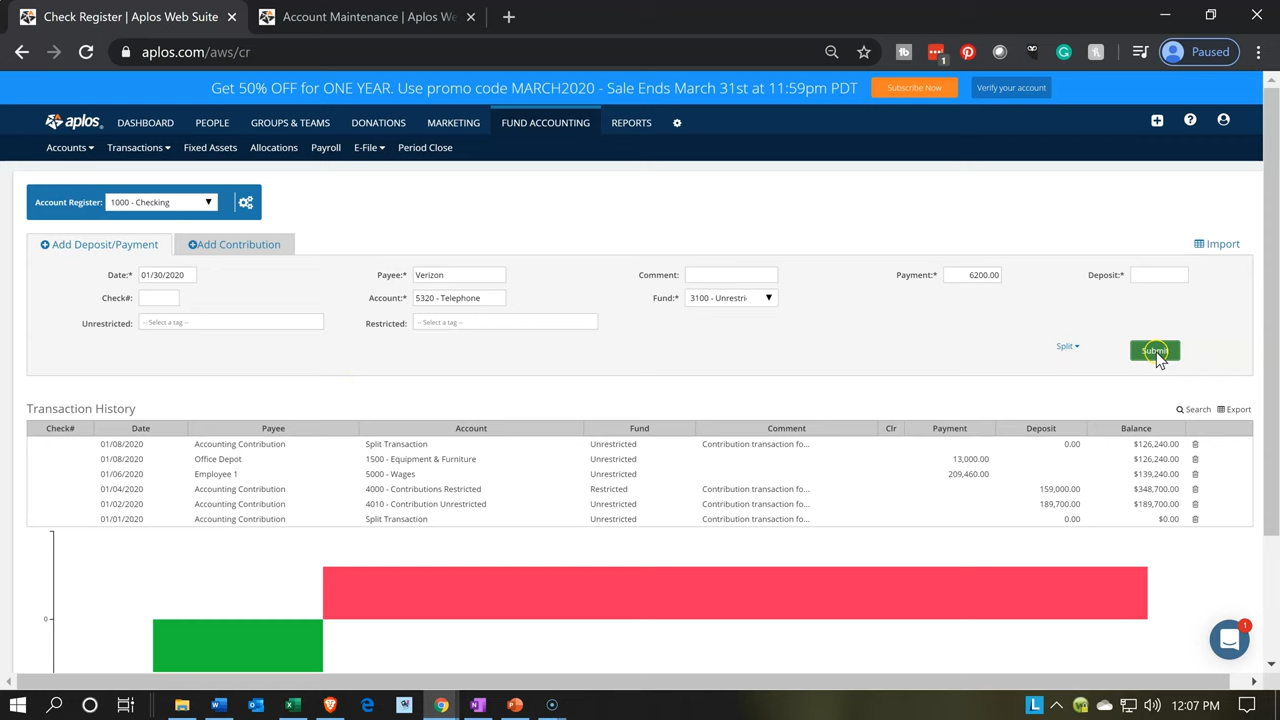 Check Register | Aplos Web Suite
Account Maintenance | Aplos We
aplos.com/aws/cr
1
Paused
Get 50% OFF for ONE YEAR. Use promo code MARCH2020 - Sale Ends March 31st at 11:59pm PDT
Subscribe Now
Verify your account
aplos
DASHBOARD PEOPLE GROUPS & TEAMS DONATIONS MARKETING FUND ACCOUNTING REPORTS
Accounts Transactions Fixed Assets Allocations Payroll E-File Period Close
Account Register: 1000 - Checking
Add Deposit/Payment Add Contribution Import
Date:* 01/30/2020 Payee:* Verizon Comment: Payment:* 6200.00 Deposit:*
Check#: Account:* 5320 - Telephone Fund:* 3100 - Unrestri
Unrestricted: -- Select a tag -- Restricted: -- Select a tag --
Split Submit
Transaction History Search Export
Check# Date Payee Account Fund Comment Clr Payment Deposit Balance
01/08/2020 Accounting Contribution Split Transaction Unrestricted Contribution transaction fo... 0.00 $126,240.00
01/08/2020 Office Depot 1500 - Equipment & Furniture Unrestricted 13,000.00 $126,240.00
01/06/2020 Employee 1 5000 - Wages Unrestricted 209,460.00 $139,240.00
01/04/2020 Accounting Contribution 4000 - Contributions Restricted Restricted Contribution transaction fo... 159,000.00 $348,700.00
01/02/2020 Accounting Contribution 4010 - Contribution Unrestricted Unrestricted Contribution transaction fo... 189,700.00 $189,700.00
01/01/2020 Accounting Contribution Split Transaction Unrestricted Contribution transaction fo... 0.00 $0.00
0
1
12:07 PM